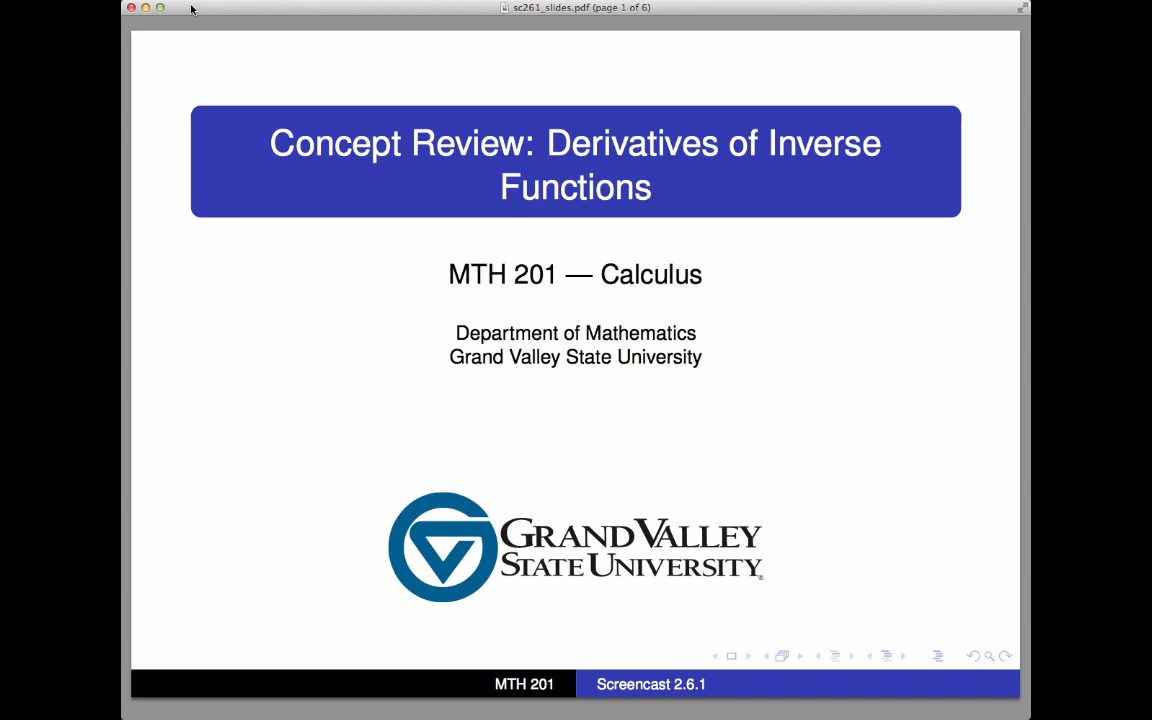 sc261_slides.pdf (page 1 of 6)
Concept Review: Derivatives of Inverse
Functions
MTH 201 — Calculus
Department of Mathematics
Grand Valley State University
GRAND VALLEY
STATE UNIVERSITY®
MTH 201
Screencast 2.6.1